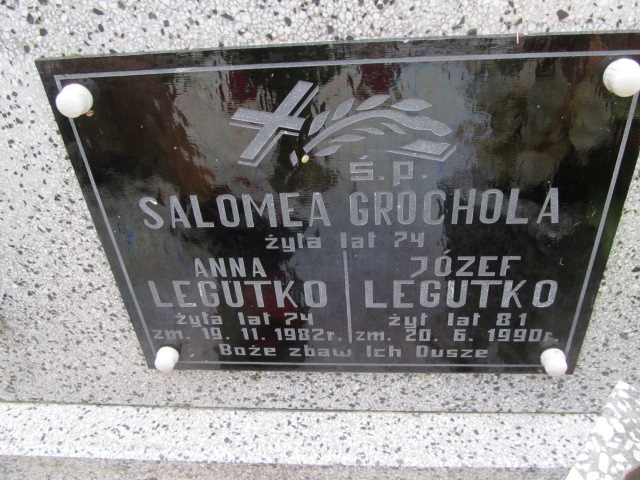 ś.p.
SALOMEA GROCHOLA
żyła lat 74
ANNA
LEGUTKO
żyła lat 74
zm. 19. 11. 1982r.
JÓZEF
LEGUTKO
żył lat 81
zm. 20. 6. 1990r.
Boże zbaw Ich Dusze